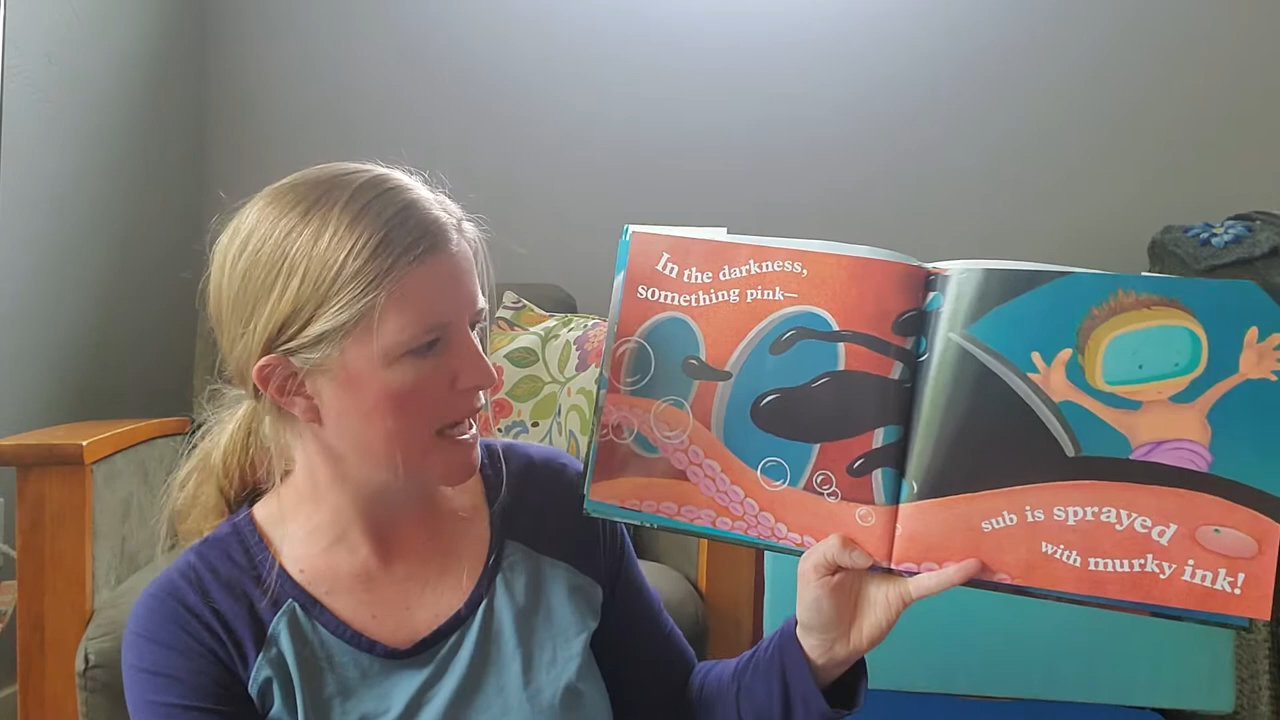 In the darkness,
something pink—
sub is sprayed
with murky ink!